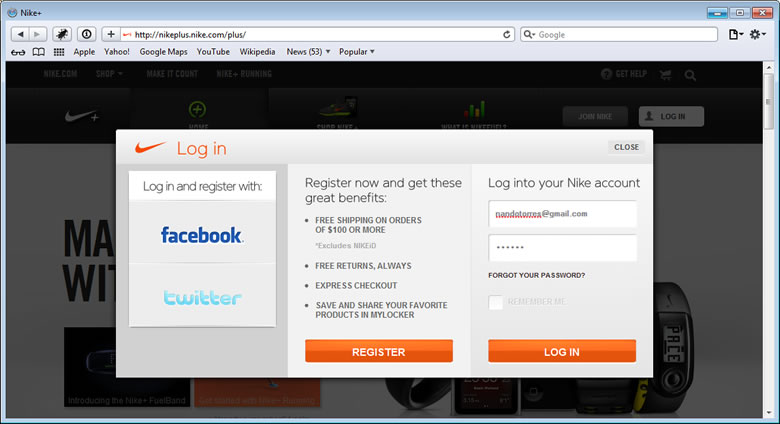 Nike+
http://nikeplus.nike.com/plus/
Google
Apple Yahoo! Google Maps YouTube Wikipedia News (53) Popular
NIKE.COM SHOP MAKE IT COUNT NIKE+ RUNNING GET HELP
HOME SHOP NIKE+ WHAT IS NIKEFUEL? JOIN NIKE LOG IN
Log in
CLOSE
Log in and register with:
facebook
twitter
Register now and get these
great benefits:
FREE SHIPPING ON ORDERS
OF $100 OR MORE
*Excludes NIKEiD
FREE RETURNS, ALWAYS
EXPRESS CHECKOUT
SAVE AND SHARE YOUR FAVORITE
PRODUCTS IN MYLOCKER
REGISTER
Log into your Nike account
nandotorres@gmail.com
••••••
FORGOT YOUR PASSWORD?
REMEMBER ME
LOG IN
MA
WIT
PRICE
Introducing the Nike+ FuelBand
Get started with Nike+ Running